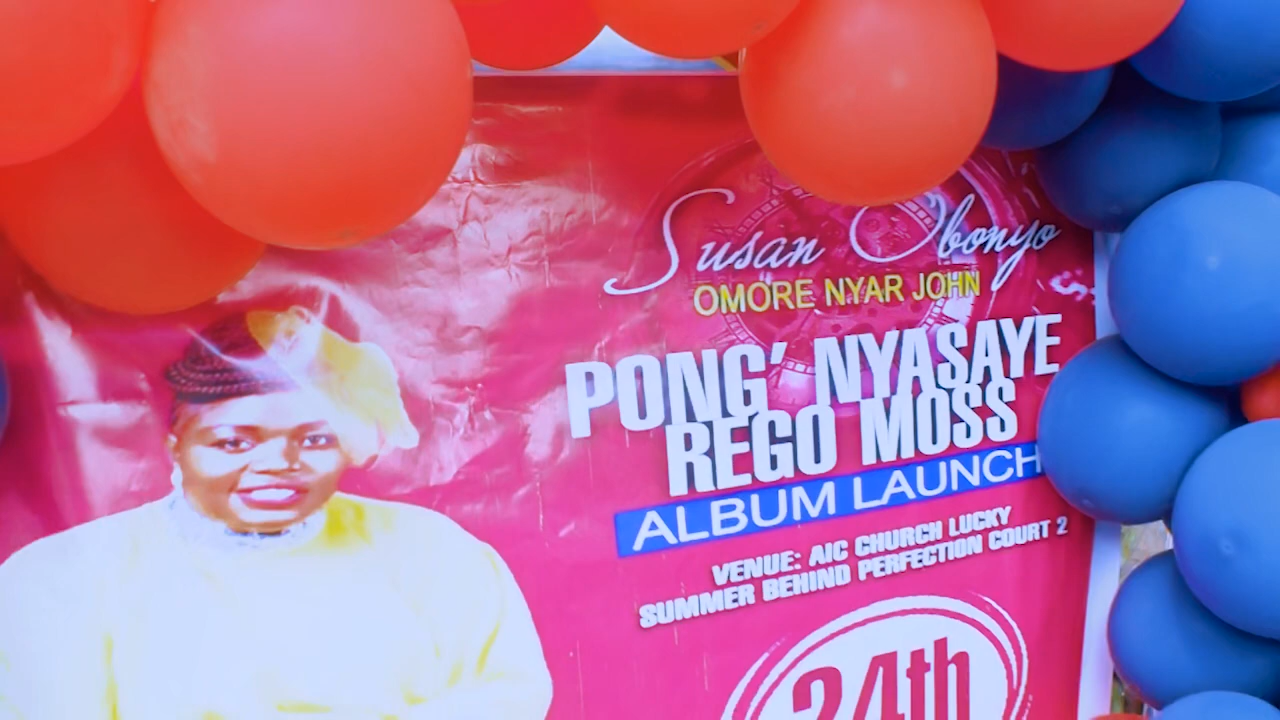 Susan Obonyo
OMORE NYAR JOHN
PONG' NYASAYE
REGO MOSS
ALBUM LAUNCH
VENUE: AIC CHURCH LUCKY
SUMMER BEHIND PERFECTION COURT 2
24th